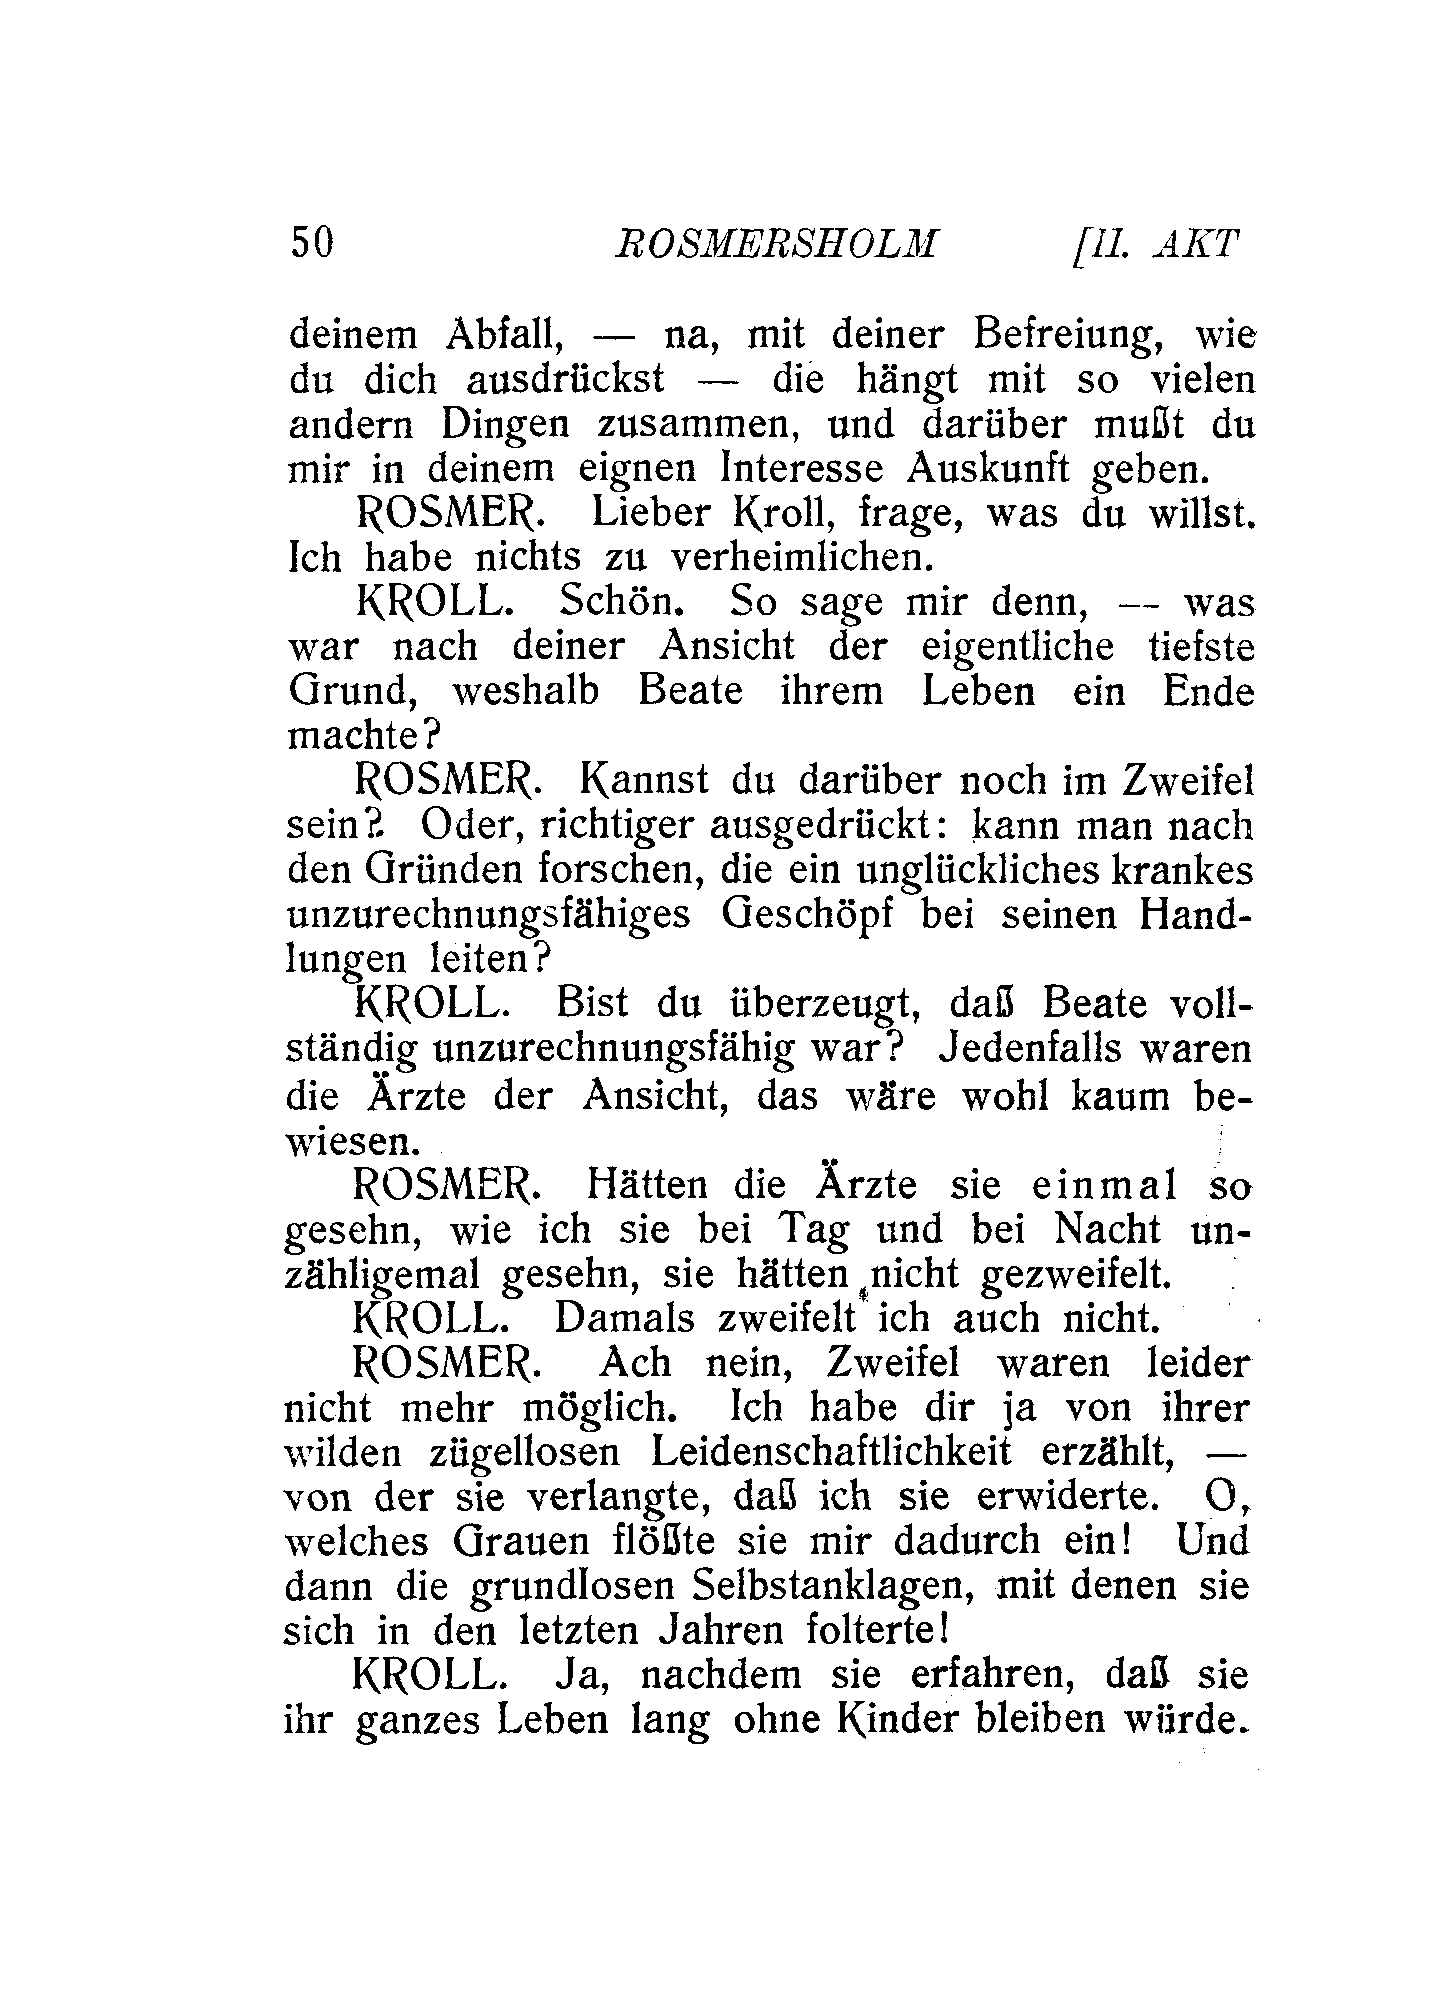 50 ROSMERSHOLM [II. AKT
deinem Abfall, — na, mit deiner Befreiung, wie
du dich ausdrückst — die hängt mit so vielen
andern Dingen zusammen, und darüber mußt du
mir in deinem eignen Interesse Auskunft geben.
ROSMER. Lieber Kroll, frage, was du willst.
Ich habe nichts zu verheimlichen.
KROLL. Schön. So sage mir denn, — was
war nach deiner Ansicht der eigentliche tiefste
Grund, weshalb Beate ihrem Leben ein Ende
machte?
ROSMER. Kannst du darüber noch im Zweifel
sein? Oder, richtiger ausgedrückt: kann man nach
den Gründen forschen, die ein unglückliches krankes
unzurechnungsfähiges Geschöpf bei seinen Hand-
lungen leiten?
KROLL. Bist du überzeugt, daß Beate voll-
ständig unzurechnungsfähig war? Jedenfalls waren
die Ärzte der Ansicht, das wäre wohl kaum be-
wiesen.
ROSMER. Hätten die Ärzte sie einmal so
gesehn, wie ich sie bei Tag und bei Nacht un-
zähligemal gesehn, sie hätten nicht gezweifelt.
KROLL. Damals zweifelt ich auch nicht.
ROSMER. Ach nein, Zweifel waren leider
nicht mehr möglich. Ich habe dir ja von ihrer
wilden zügellosen Leidenschaftlichkeit erzählt, —
von der sie verlangte, daß ich sie erwiderte. O,
welches Grauen flößte sie mir dadurch ein! Und
dann die grundlosen Selbstanklagen, mit denen sie
sich in den letzten Jahren folterte!
KROLL. Ja, nachdem sie erfahren, daß sie
ihr ganzes Leben lang ohne Kinder bleiben würde.